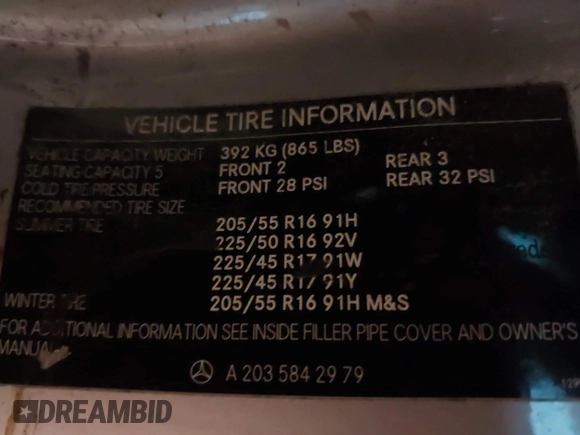 VEHICLE TIRE INFORMATION
VEHICLE CAPACITY WEIGHT 392 KG (865 LBS)
SEATING CAPACITY 5 FRONT 2 REAR 3
COLD TIRE PRESSURE FRONT 28 PSI REAR 32 PSI
RECOMMENDED TIRE SIZE
SUMMER TIRE 205/55 R16 91H
225/50 R16 92V
225/45 R17 91W
225/45 R17 91Y
WINTER TIRE 205/55 R16 91H M&S
FOR ADDITIONAL INFORMATION SEE INSIDE FILLER PIPE COVER AND OWNER'S
MANUAL
A 203 584 29 79
DREAMBID